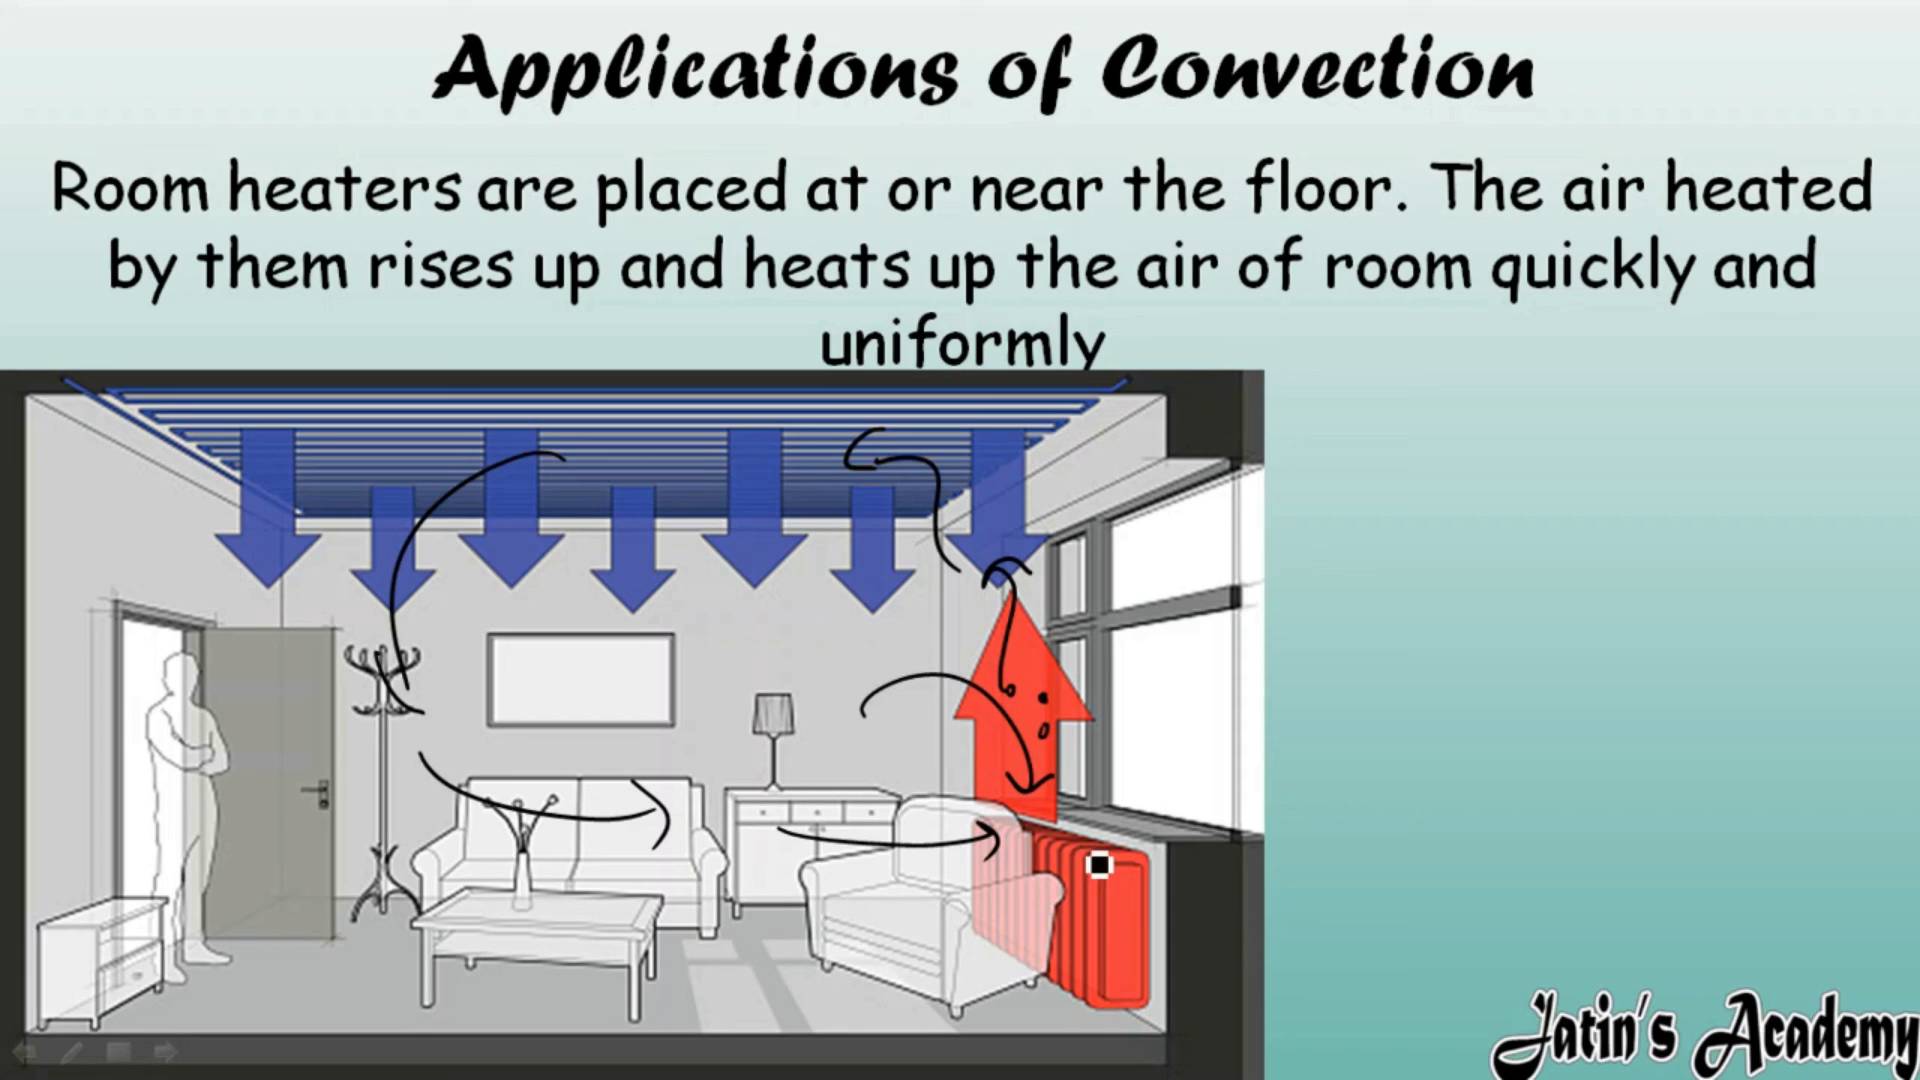 Applications of Convection
Room heaters are placed at or near the floor. The air heated
by them rises up and heats up the air of room quickly and
uniformly
Jatin's Academy